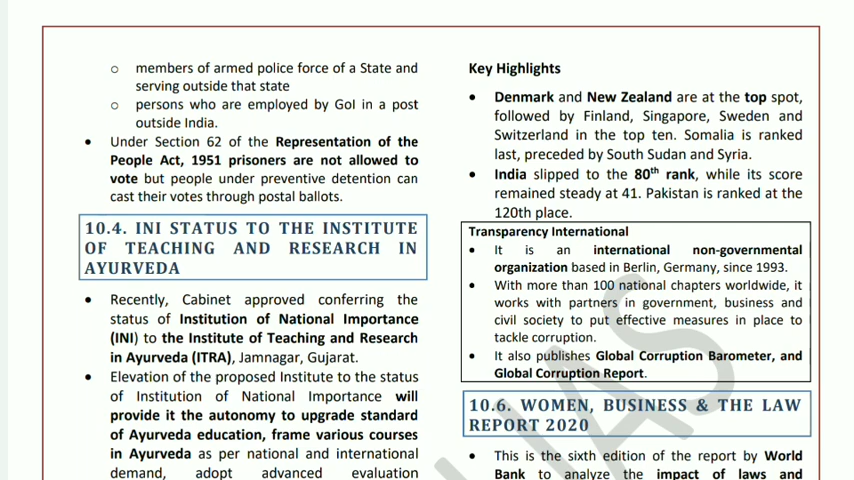 o members of armed police force of a State and
serving outside that state
o persons who are employed by GoI in a post
outside India.
• Under Section 62 of the Representation of the
People Act, 1951 prisoners are not allowed to
vote but people under preventive detention can
cast their votes through postal ballots.
10.4. INI STATUS TO THE INSTITUTE
OF TEACHING AND RESEARCH IN
AYURVEDA
• Recently, Cabinet approved conferring the
status of Institution of National Importance
(INI) to the Institute of Teaching and Research
in Ayurveda (ITRA), Jamnagar, Gujarat.
• Elevation of the proposed Institute to the status
of Institution of National Importance will
provide it the autonomy to upgrade standard
of Ayurveda education, frame various courses
in Ayurveda as per national and international
demand, adopt advanced evaluation
Key Highlights
• Denmark and New Zealand are at the top spot,
followed by Finland, Singapore, Sweden and
Switzerland in the top ten. Somalia is ranked
last, preceded by South Sudan and Syria.
• India slipped to the 80th rank, while its score
remained steady at 41. Pakistan is ranked at the
120th place.
Transparency International
• It is an international non-governmental
organization based in Berlin, Germany, since 1993.
• With more than 100 national chapters worldwide, it
works with partners in government, business and
civil society to put effective measures in place to
tackle corruption.
• It also publishes Global Corruption Barometer, and
Global Corruption Report.
10.6. WOMEN, BUSINESS & THE LAW
REPORT 2020
• This is the sixth edition of the report by World
Bank to analyze the impact of laws and